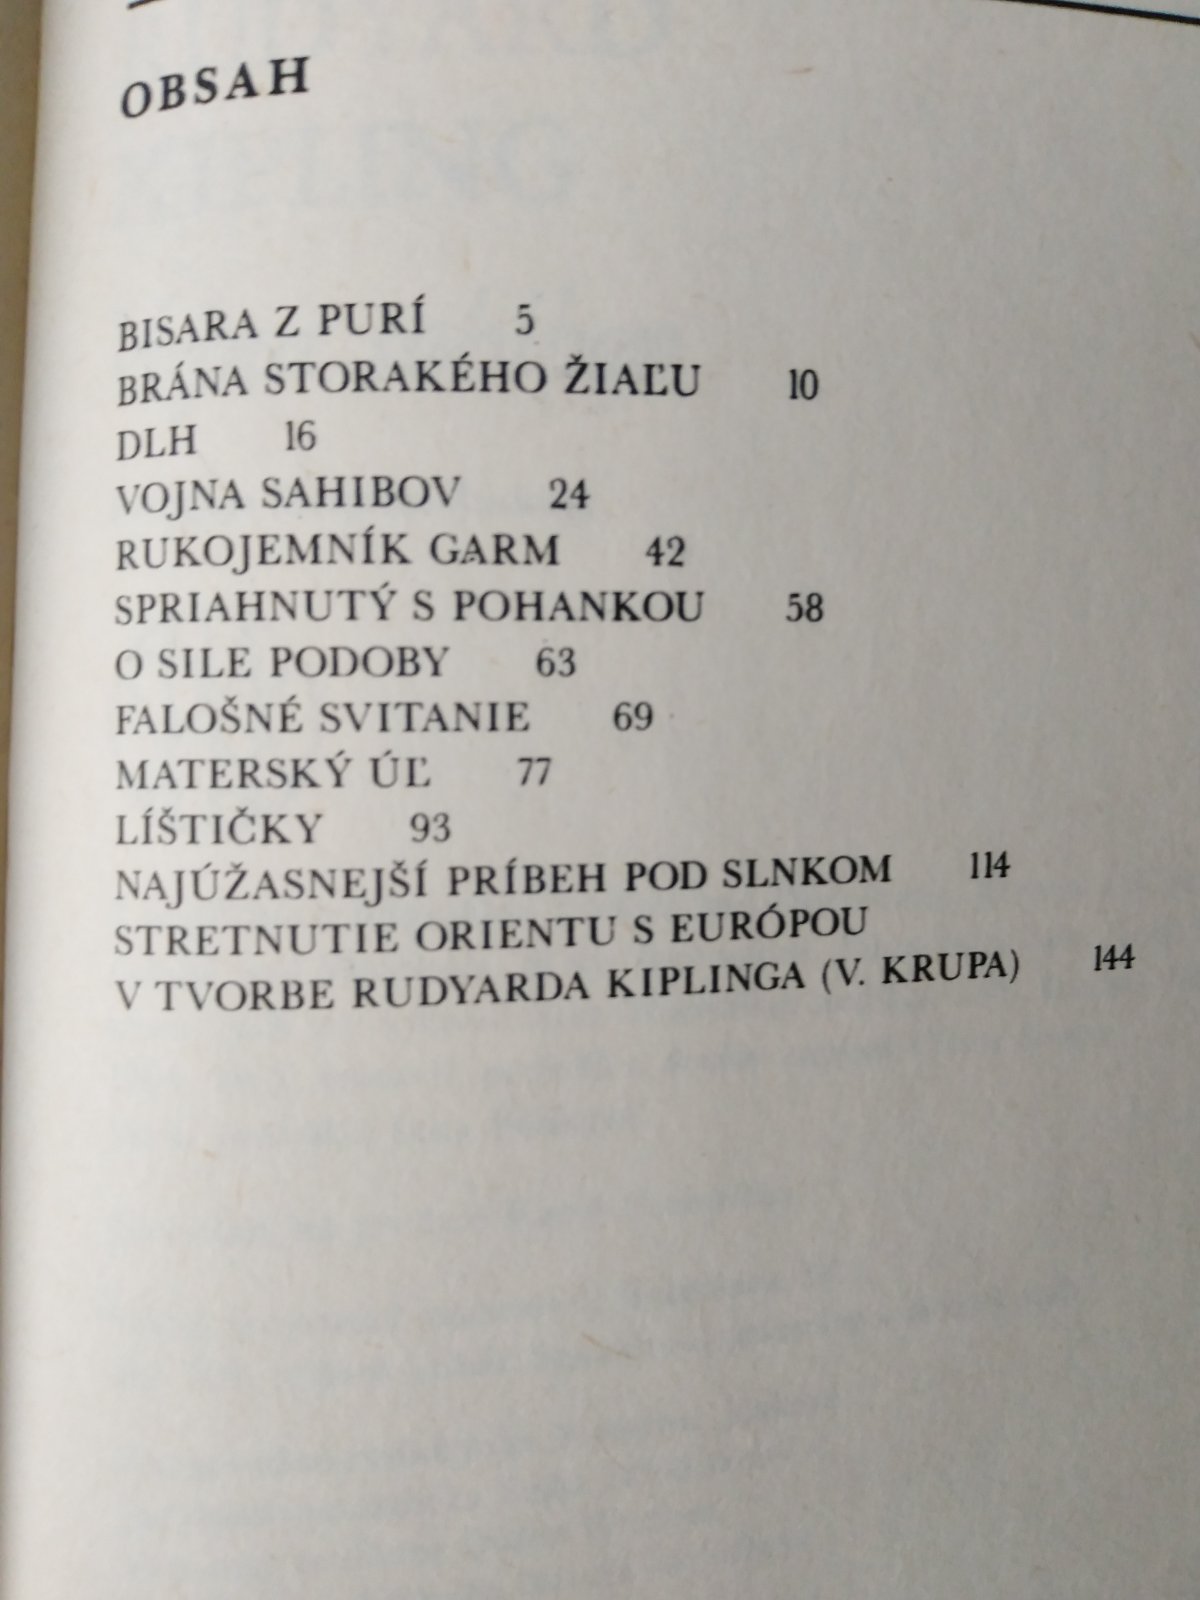 OBSAH
BISARA Z PURÍ 5
BRÁNA STORAKÉHO ŽIAĽU 10
DLH 16
VOJNA SAHIBOV 24
RUKOJEMNÍK GARM 42
SPRIAHNUTÝ S POHANKOU 58
O SILE PODOBY 63
FALOŠNÉ SVITANIE 69
MATERSKÝ ÚĽ 77
LÍŠTIČKY 93
NAJÚŽASNEJŠÍ PRÍBEH POD SLNKOM 114
STRETNUTIE ORIENTU S EURÓPOU
V TVORBE RUDYARDA KIPLINGA (V. KRUPA) 144